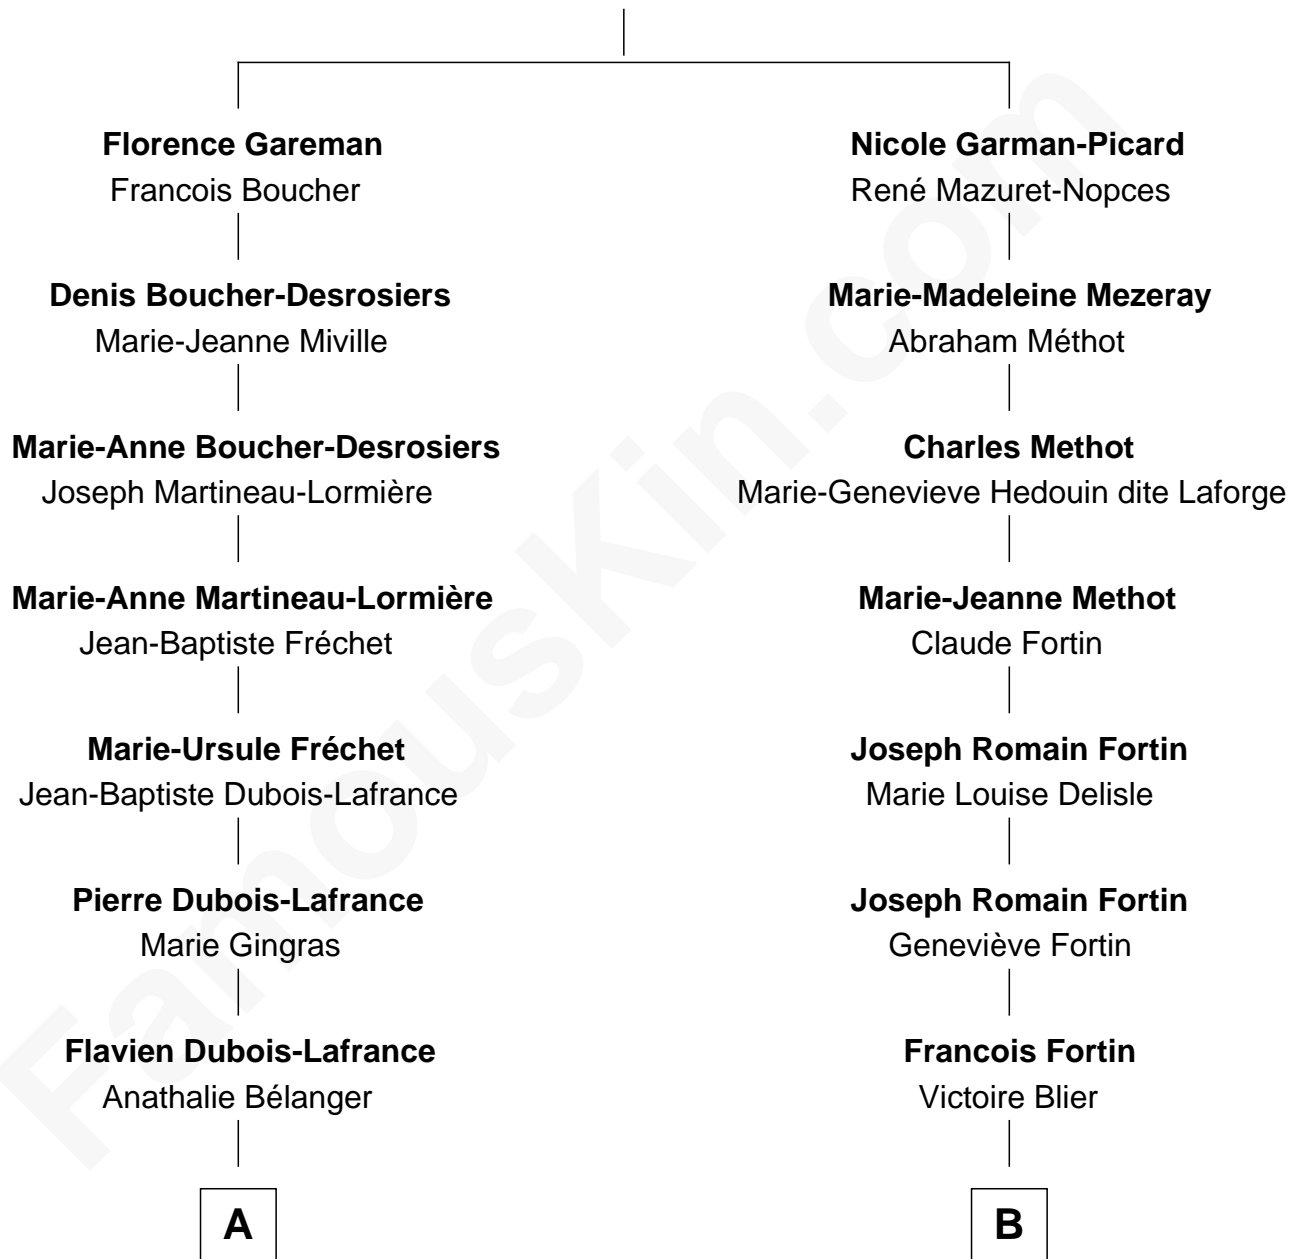 Florence Gareman
Francois Boucher
Denis Boucher-Desrosiers
Marie-Jeanne Miville
Marie-Anne Boucher-Desrosiers
Joseph Martineau-Lormière
Marie-Anne Martineau-Lormière
Jean-Baptiste Fréchet
Marie-Ursule Fréchet
Jean-Baptiste Dubois-Lafrance
Pierre Dubois-Lafrance
Marie Gingras
Flavien Dubois-Lafrance
Anathalie Bélanger
A
Nicole Garman-Picard
René Mazuret-Nopces
Marie-Madeleine Mezeray
Abraham Méthot
Charles Methot
Marie-Genevieve Hedouin dite Laforge
Marie-Jeanne Methot
Claude Fortin
Joseph Romain Fortin
Marie Louise Delisle
Joseph Romain Fortin
Geneviève Fortin
Francois Fortin
Victoire Blier
B
FamousKin.com